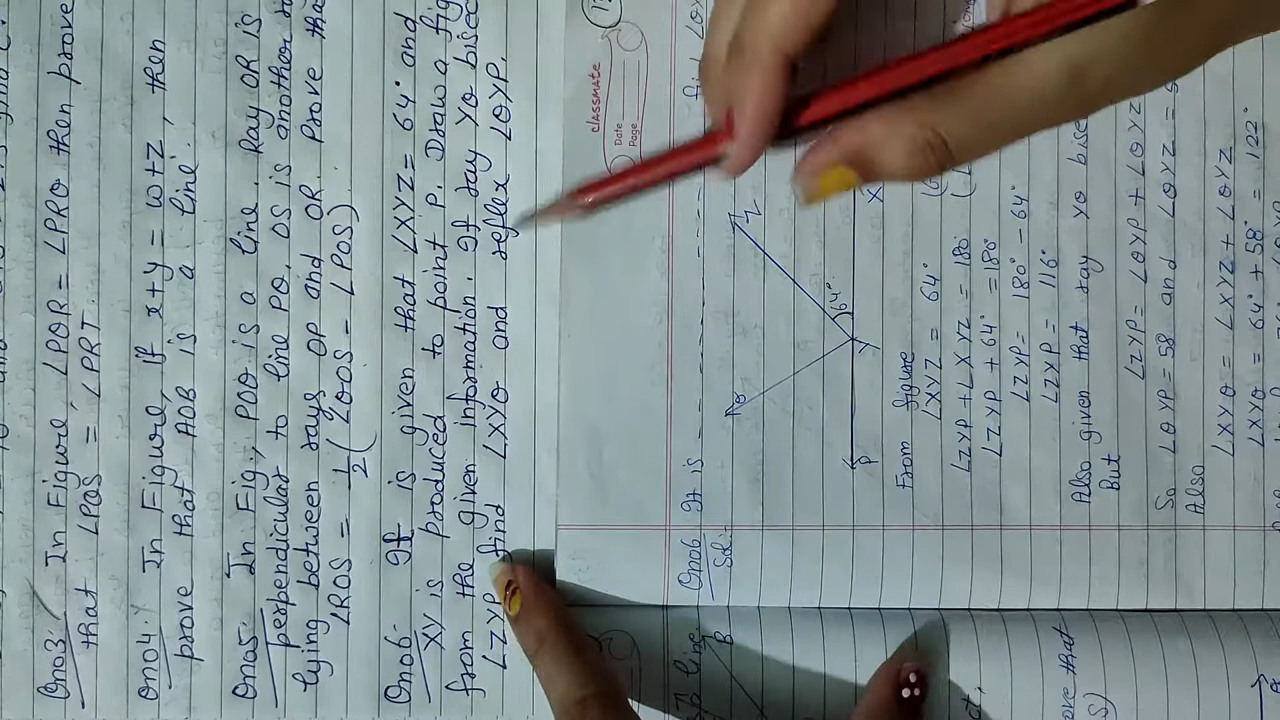 Qno3. In Figure, ∠PQR = ∠PRQ then prove
that ∠PQS = ∠PRT.
Qno4. In Figure, if x+y = w+z, then
prove that AOB is a line.
Qno5. In Fig., POQ is a line. Ray OR is
perpendicular to line PQ. OS is another
lying between rays OP and OR. Prove
∠ROS = 1/2 (∠QOS - ∠POS).
Qno6- If is given that ∠XYZ = 64° and
XY is produced to point P. Draw a
from the given information. If ray YQ
∠ZYP find ∠XYQ and reflex ∠QYP.
classmate
Date
Page
Qno6 It is
Sol:
Q
Z
64°
P
Y
X
From figure
∠XYZ = 64°
∠ZYP + ∠XYZ = 180
∠ZYP + 64° = 180°
∠ZYP = 180° - 64°
∠ZYP = 116°
Also given that ray YQ
But
∠ZYP = ∠QYP + ∠QYZ
So ∠QYP = 58 and ∠QYZ =
Also
∠XYQ = ∠XYZ + ∠QYZ
∠XYQ = 64° + 58° = 122°
line
B